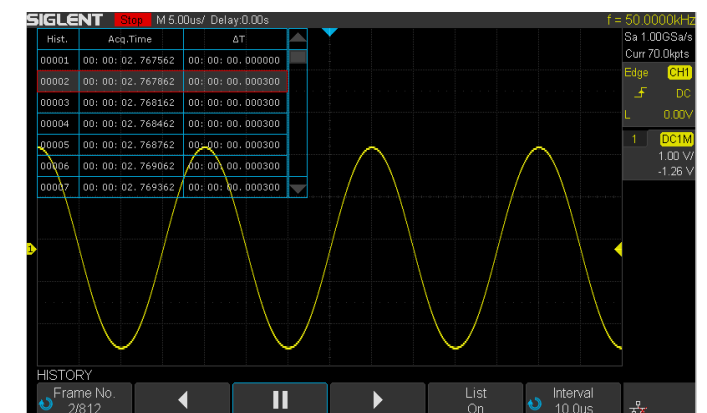 SIGLENT Stop M 5.00us/ Delay:0.00s f = 50.0000kHz
Hist. Acq.Time ΔT
Sa 1.00GSa/s
Curr 70.0kpts
00001 00: 00: 02. 767562 00: 00: 00. 000000
Edge CH1
00002 00: 00: 02. 767862 00: 00: 00. 000300
DC
00003 00: 00: 02. 768162 00: 00: 00. 000300
L 0.00V
00004 00: 00: 02. 768462 00: 00: 00. 000300
1 DC1M
00005 00: 00: 02. 768762 00: 00: 00. 000300
1.00 V/
00006 00: 00: 02. 769062 00: 00: 00. 000300
-1.26 V
00007 00: 00: 02. 769362 00: 00: 00. 000300
1
HISTORY
Frame No. List Interval
2/812 On 10.0us